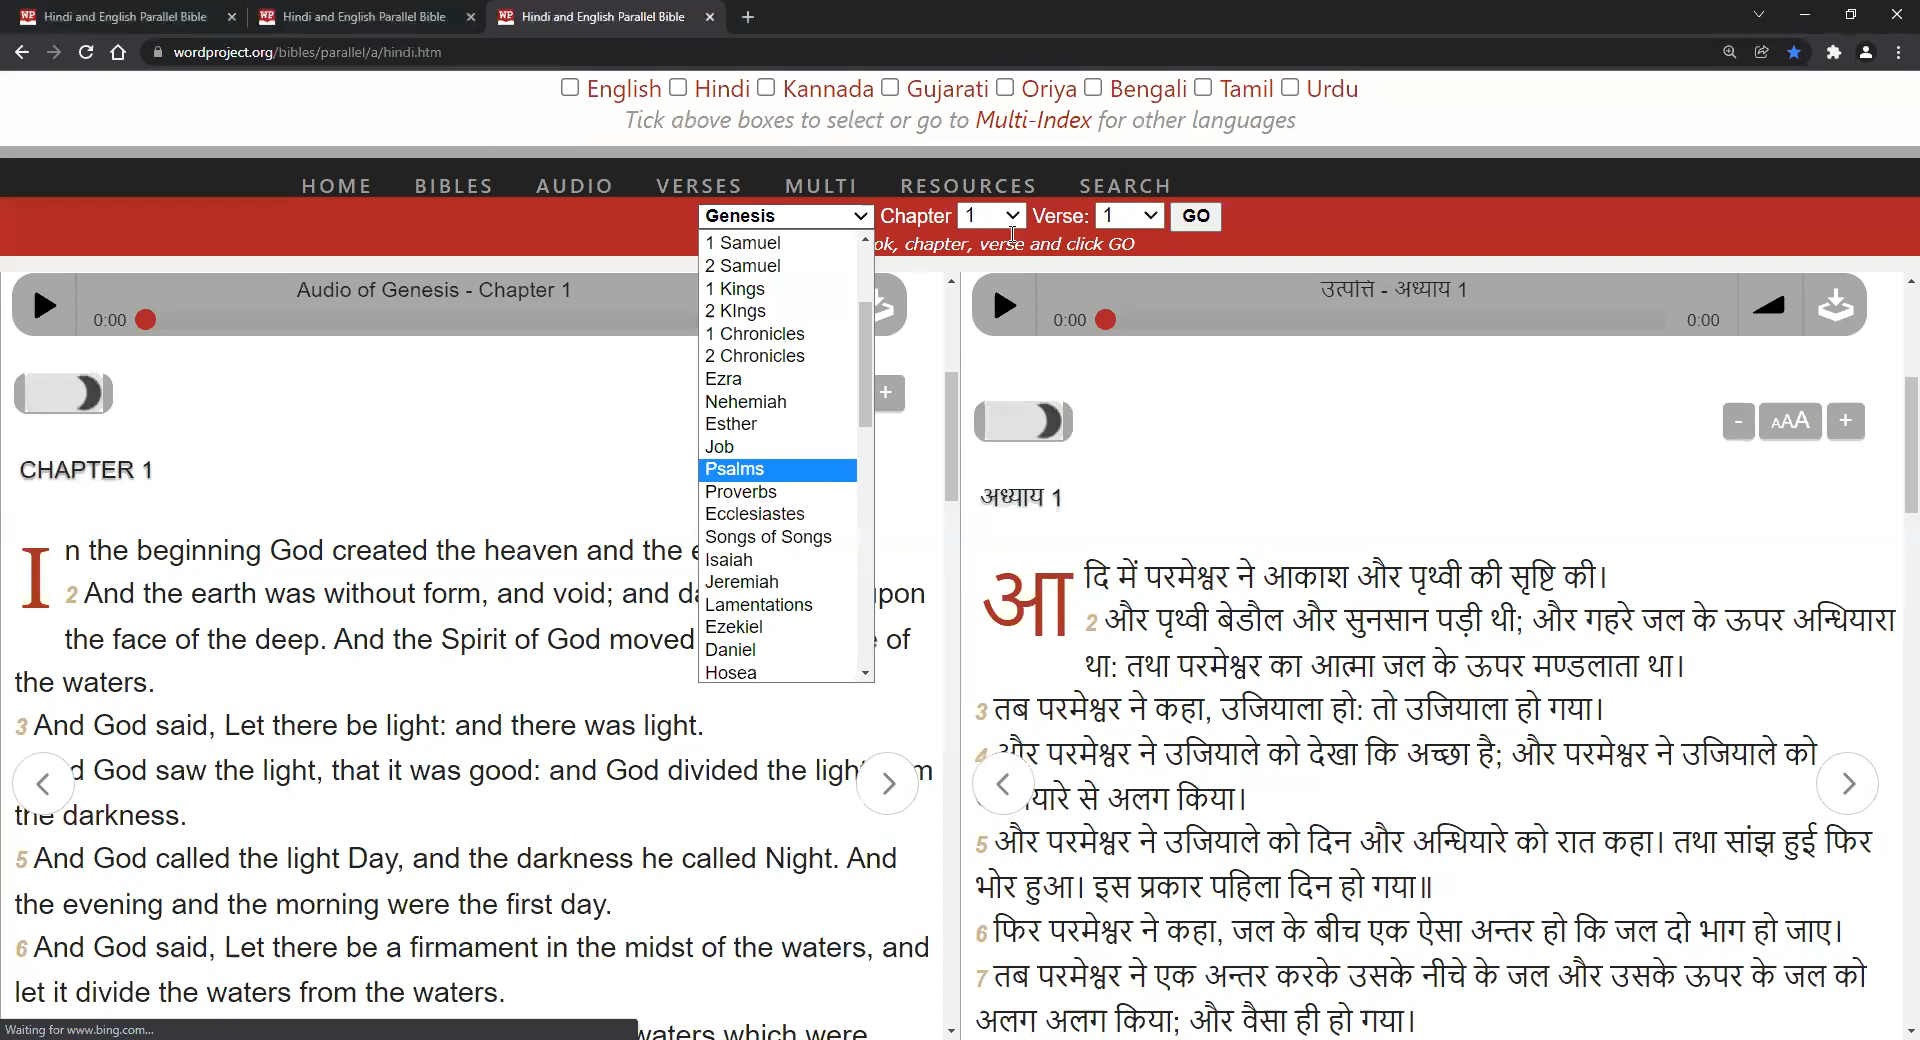 Hindi and English Parallel Bible
Hindi and English Parallel Bible
Hindi and English Parallel Bible
wordproject.org/bibles/parallel/a/hindi.htm
English Hindi Kannada Gujarati Oriya Bengali Tamil Urdu
Tick above boxes to select or go to Multi-Index for other languages
HOME BIBLES AUDIO VERSES MULTI RESOURCES SEARCH
Genesis Chapter 1 Verse: 1 GO
ok, chapter, verse and click GO
1 Samuel
2 Samuel
1 Kings
2 KIngs
1 Chronicles
2 Chronicles
Ezra
Nehemiah
Esther
Job
Psalms
Proverbs
Ecclesiastes
Songs of Songs
Isaiah
Jeremiah
Lamentations
Ezekiel
Daniel
Hosea
Audio of Genesis - Chapter 1
0:00
+
CHAPTER 1
In the beginning God created the heaven and the e
2 And the earth was without form, and void; and da upon
the face of the deep. And the Spirit of God moved of
the waters.
3 And God said, Let there be light: and there was light.
d God saw the light, that it was good: and God divided the light m
the darkness.
5 And God called the light Day, and the darkness he called Night. And
the evening and the morning were the first day.
6 And God said, Let there be a firmament in the midst of the waters, and
let it divide the waters from the waters.
waters which were
Waiting for www.bing.com...
उत्पत्ति - अध्याय 1
0:00 0:00
- AAA +
अध्याय 1
आदि में परमेश्वर ने आकाश और पृथ्वी की सृष्टि की।
2 और पृथ्वी बेडौल और सुनसान पड़ी थी; और गहरे जल के ऊपर अन्धियारा
था: तथा परमेश्वर का आत्मा जल के ऊपर मण्डलाता था।
3 तब परमेश्वर ने कहा, उजियाला हो: तो उजियाला हो गया।
4 और परमेश्वर ने उजियाले को देखा कि अच्छा है; और परमेश्वर ने उजियाले को
यारे से अलग किया।
5 और परमेश्वर ने उजियाले को दिन और अन्धियारे को रात कहा। तथा सांझ हुई फिर
भोर हुआ। इस प्रकार पहिला दिन हो गया॥
6 फिर परमेश्वर ने कहा, जल के बीच एक ऐसा अन्तर हो कि जल दो भाग हो जाए।
7 तब परमेश्वर ने एक अन्तर करके उसके नीचे के जल और उसके ऊपर के जल को
अलग अलग किया; और वैसा ही हो गया।